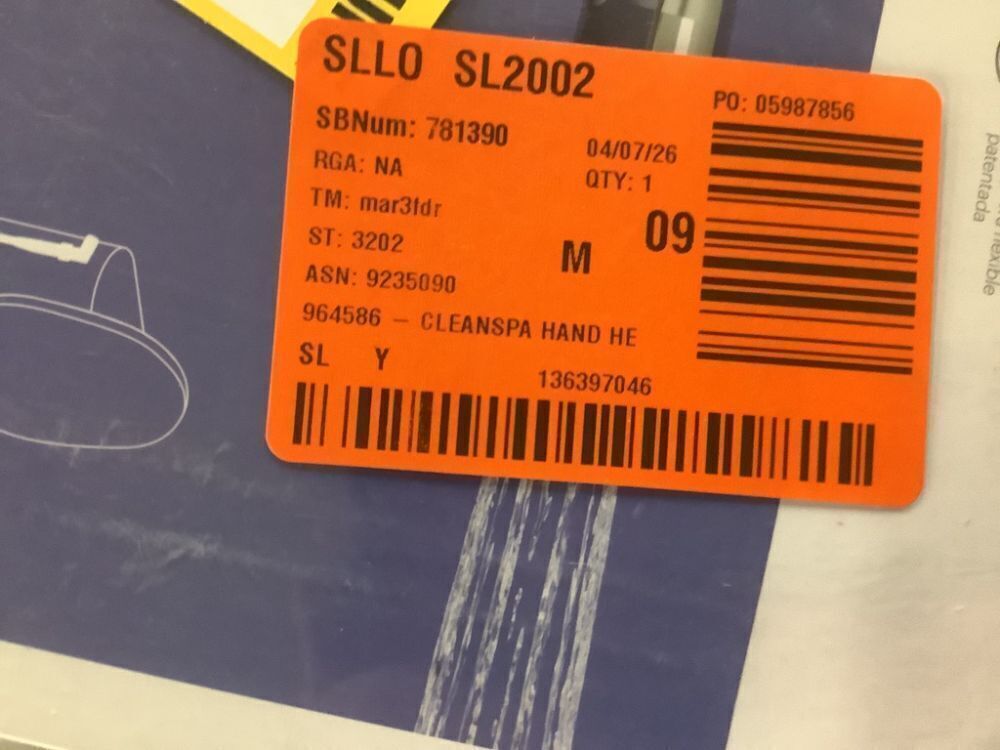 SLLO SL2002
PO: 05987856
SBNum: 781390
04/07/26
RGA: NA
QTY: 1
TM: mar3fdr
09
ST: 3202
M
ASN: 9235090
964586 – CLEANSPA HAND HE
SL Y
136397046
patentada
flexible